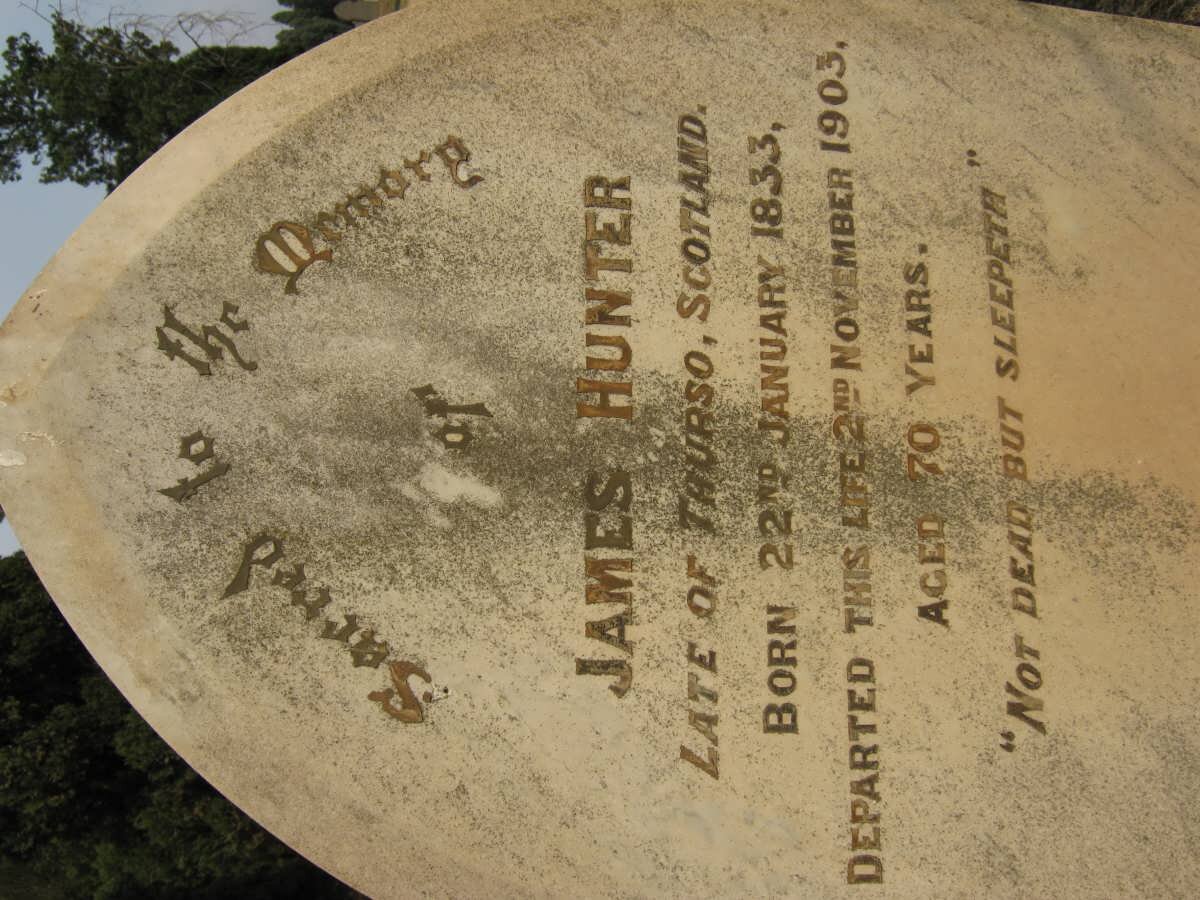 Sacred to the Memory
of
JAMES HUNTER
LATE OF THURSO, SCOTLAND.
BORN 22ND JANUARY 1833,
DEPARTED THIS LIFE 2ND NOVEMBER 1903,
AGED 70 YEARS.
"NOT DEAD BUT SLEEPETH"